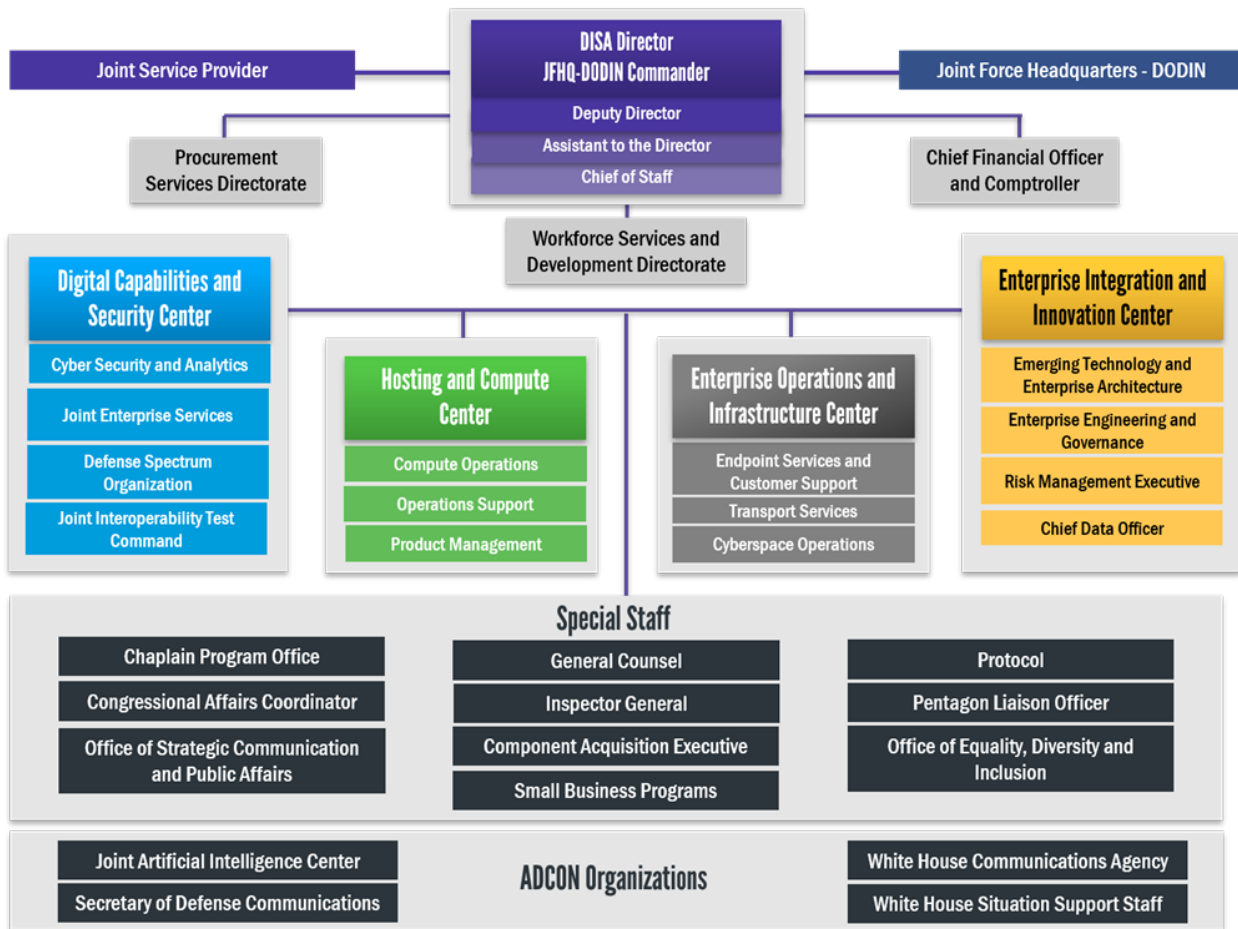 DISA Director
JFHQ-DODIN Commander
Deputy Director
Assistant to the Director
Chief of Staff
Joint Service Provider
Joint Force Headquarters - DODIN
Procurement
Services Directorate
Chief Financial Officer
and Comptroller
Workforce Services and
Development Directorate
Digital Capabilities and
Security Center
Cyber Security and Analytics
Joint Enterprise Services
Defense Spectrum
Organization
Joint Interoperability Test
Command
Hosting and Compute
Center
Compute Operations
Operations Support
Product Management
Enterprise Operations and
Infrastructure Center
Endpoint Services and
Customer Support
Transport Services
Cyberspace Operations
Enterprise Integration and
Innovation Center
Emerging Technology and
Enterprise Architecture
Enterprise Engineering and
Governance
Risk Management Executive
Chief Data Officer
Special Staff
Chaplain Program Office
Congressional Affairs Coordinator
Office of Strategic Communication
and Public Affairs
General Counsel
Inspector General
Component Acquisition Executive
Small Business Programs
Protocol
Pentagon Liaison Officer
Office of Equality, Diversity and
Inclusion
ADCON Organizations
Joint Artificial Intelligence Center
Secretary of Defense Communications
White House Communications Agency
White House Situation Support Staff